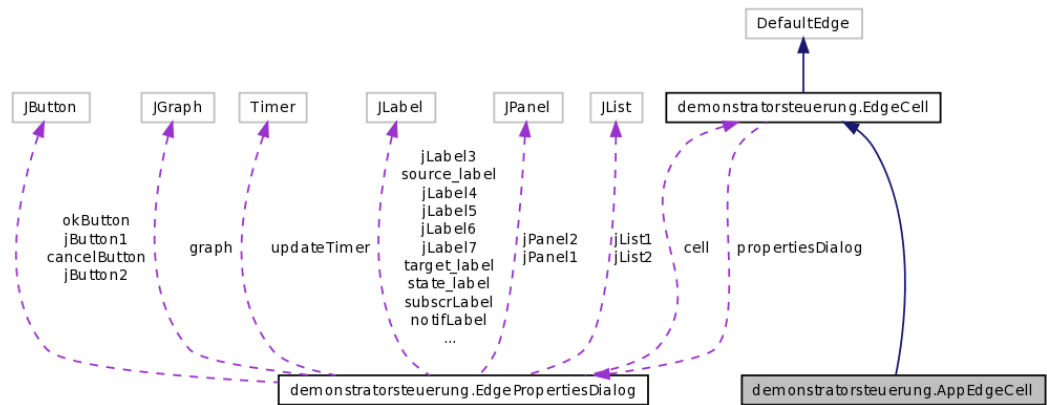 DefaultEdge
JButton
JGraph
Timer
JLabel
JPanel
JList
demonstratorsteuerung.EdgeCell
okButton
jButton1
cancelButton
jButton2
graph
updateTimer
jLabel3
source_label
jLabel4
jLabel5
jLabel6
jLabel7
target_label
state_label
subscrLabel
notifLabel
...
jPanel2
jPanel1
jList1
jList2
cell
propertiesDialog
demonstratorsteuerung.EdgePropertiesDialog
demonstratorsteuerung.AppEdgeCell